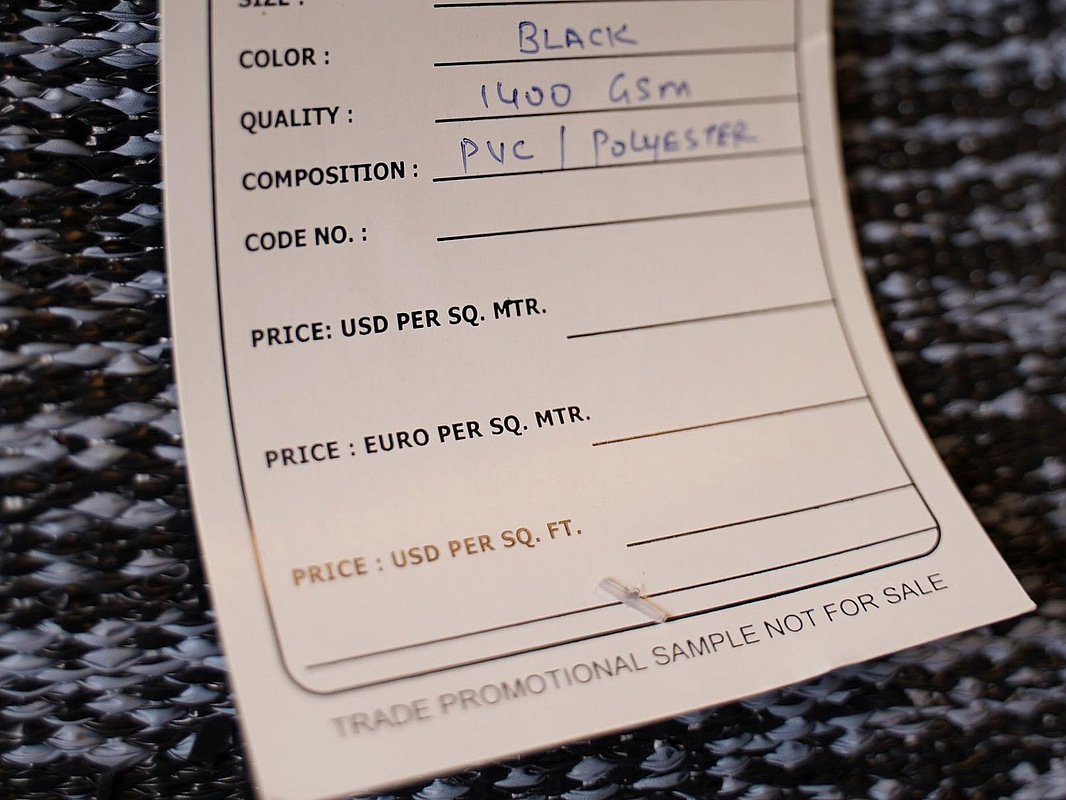 SIZE :
COLOR : BLACK
QUALITY : 1400 GSm
COMPOSITION : PVC | POLYESTER
CODE NO. :
PRICE: USD PER SQ. MTR.
PRICE : EURO PER SQ. MTR.
PRICE : USD PER SQ. FT.
TRADE PROMOTIONAL SAMPLE NOT FOR SALE